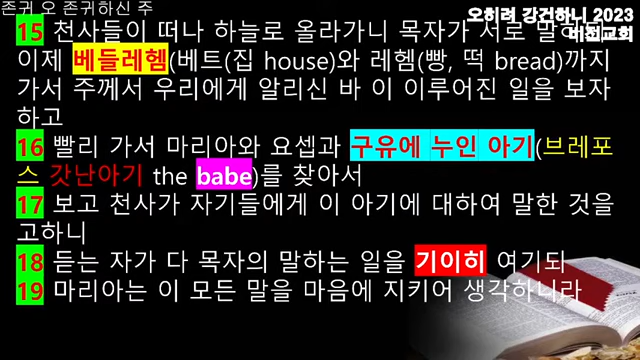 존귀 오 존귀하신 주
오히려 강건하니 2023
15 천사들이 떠나 하늘로 올라가니 목자가 서로 말
이제 베들레헴(베트(집 house)와 레헴(빵, 떡 bread)까지
가서 주께서 우리에게 알리신 바 이 이루어진 일을 보자
하고
16 빨리 가서 마리아와 요셉과 구유에 누인 아기(브레포
스 갓난아기 the babe)를 찾아서
17 보고 천사가 자기들에게 이 아기에 대하여 말한 것을
고하니
18 듣는 자가 다 목자의 말하는 일을 기이히 여기되
19 마리아는 이 모든 말을 마음에 지키어 생각하니라